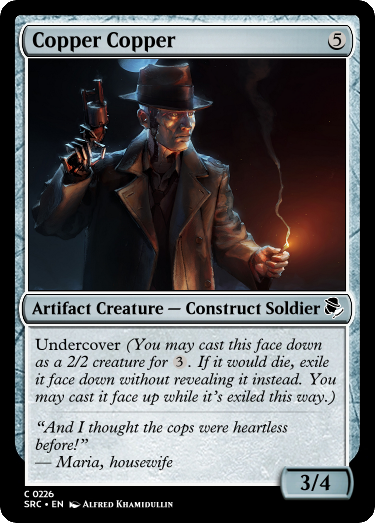 Copper Copper 5
Artifact Creature — Construct Soldier
Undercover (You may cast this face down
as a 2/2 creature for 3. If it would die, exile
it face down without revealing it instead. You
may cast it face up while it's exiled this way.)
“And I thought the cops were heartless
before!”
— Maria, housewife
3/4
C 0226
SRC • EN Alfred Khamidullin